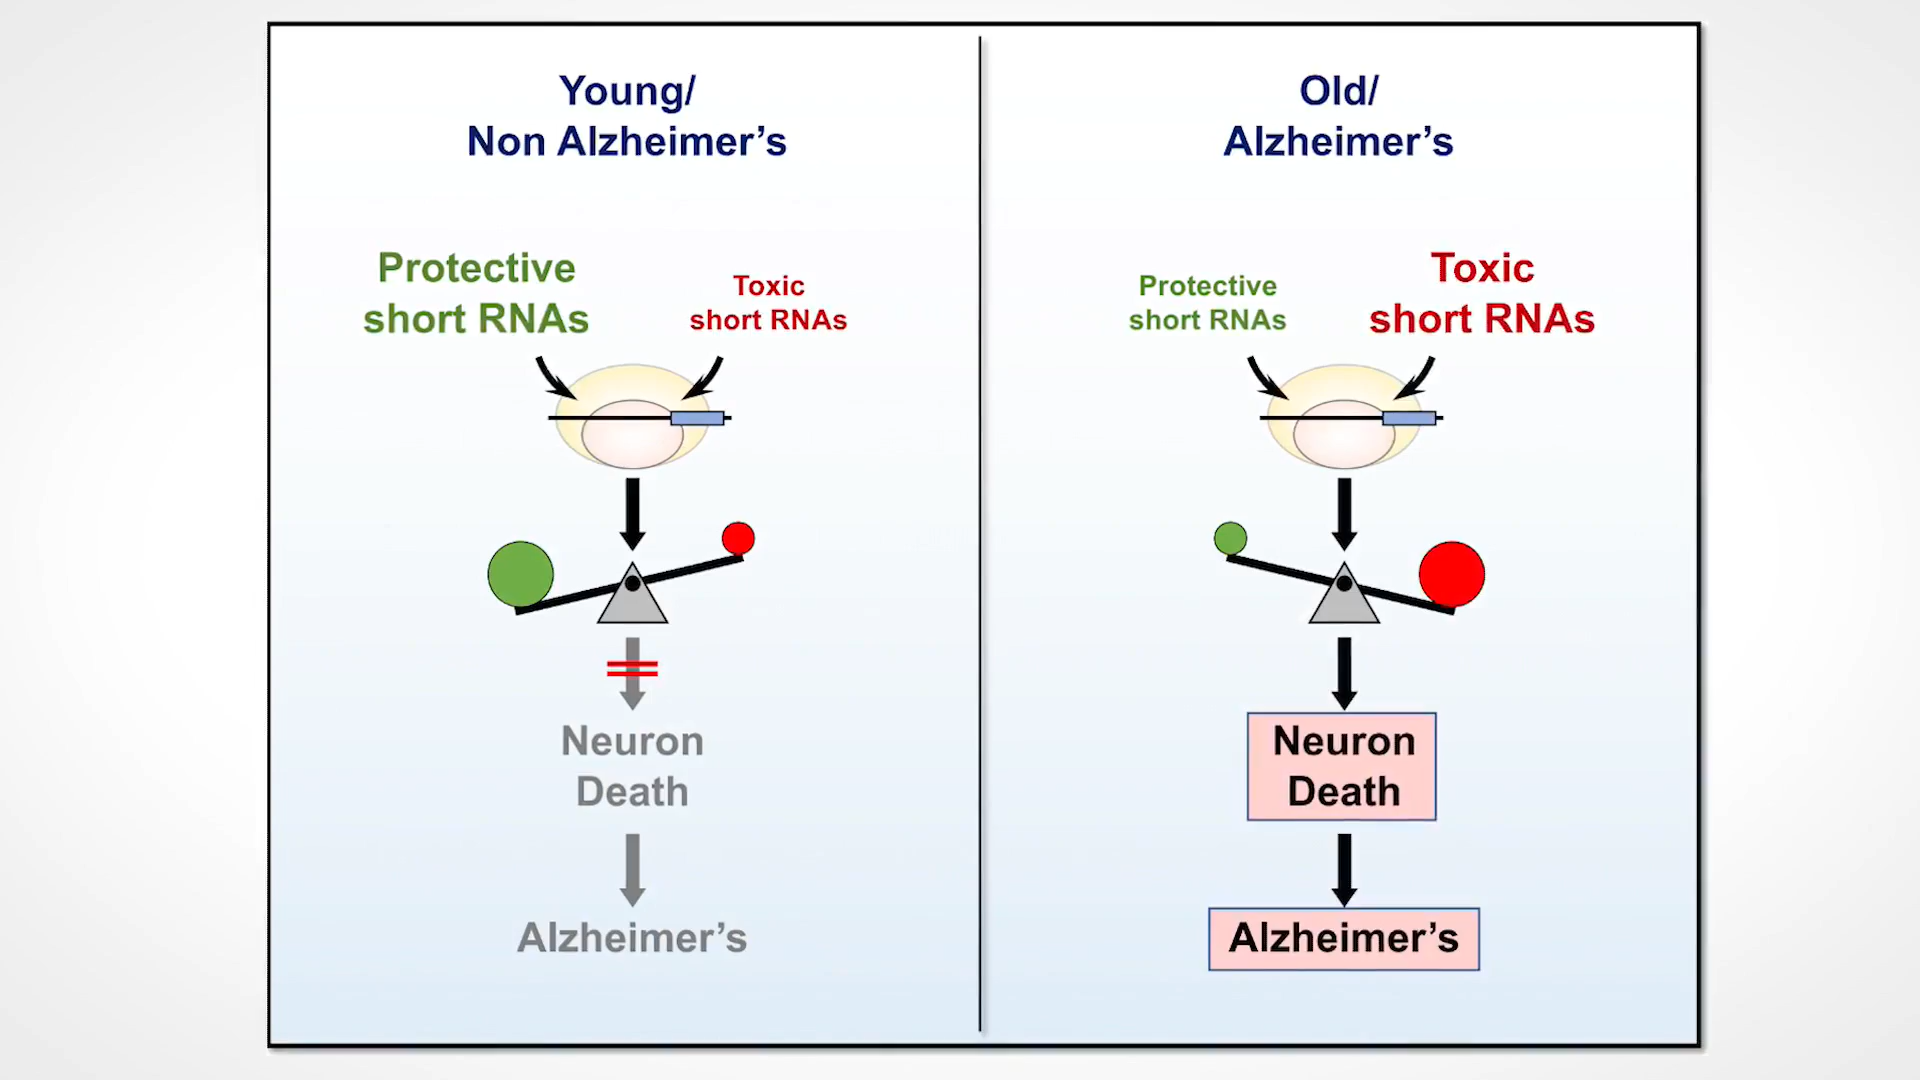 Young/
Non Alzheimer's
Protective
short RNAs
Toxic
short RNAs
Neuron
Death
Alzheimer's
Old/
Alzheimer's
Protective
short RNAs
Toxic
short RNAs
Neuron
Death
Alzheimer's